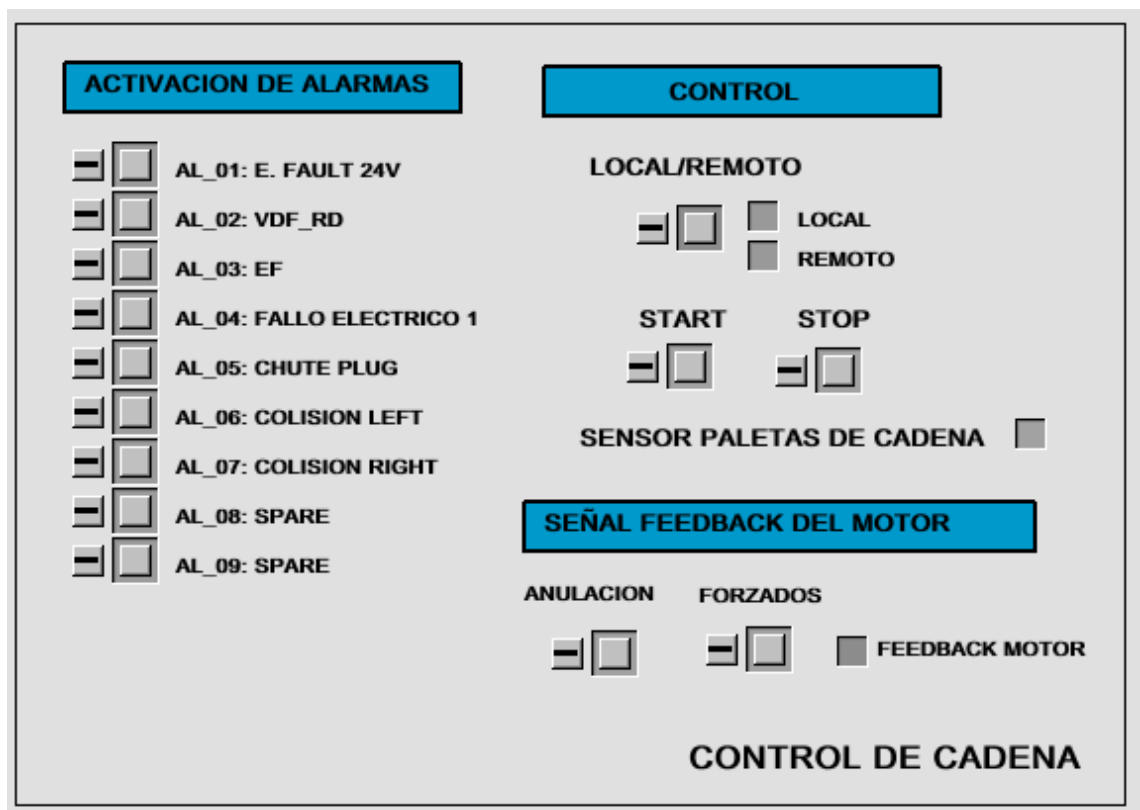 ACTIVACION DE ALARMAS
AL_01: E. FAULT 24V
AL_02: VDF_RD
AL_03: EF
AL_04: FALLO ELECTRICO 1
AL_05: CHUTE PLUG
AL_06: COLISION LEFT
AL_07: COLISION RIGHT
AL_08: SPARE
AL_09: SPARE
CONTROL
LOCAL/REMOTO
LOCAL
REMOTO
START STOP
SENSOR PALETAS DE CADENA
SEÑAL FEEDBACK DEL MOTOR
ANULACION FORZADOS
FEEDBACK MOTOR
CONTROL DE CADENA